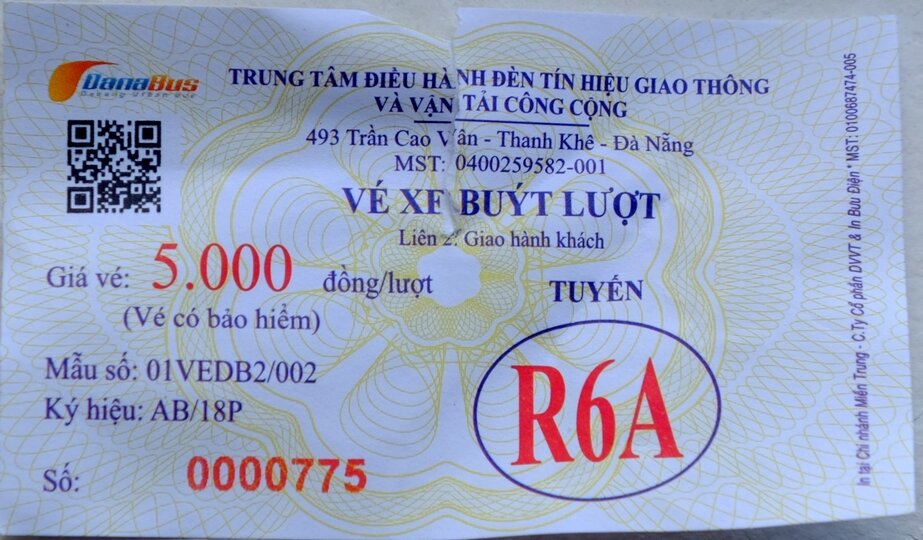 DanaBus
TRUNG TÂM ĐIỀU HÀNH ĐÈN TÍN HIỆU GIAO THÔNG
VÀ VẬN TẢI CÔNG CỘNG
493 Trần Cao Vân - Thanh Khê - Đà Nẵng
MST: 0400259582-001
VÉ XE BUÝT LƯỢT
Liên 2: Giao hành khách
Giá vé: 5.000 đồng/lượt
(Vé có bảo hiểm)
TUYẾN
R6A
Mẫu số: 01VEDB2/002
Ký hiệu: AB/18P
Số: 0000775
In tại Chi nhánh Miền Trung - C.Ty Cổ phần DVVT & In Bưu Điện * MST: 0100687474-005